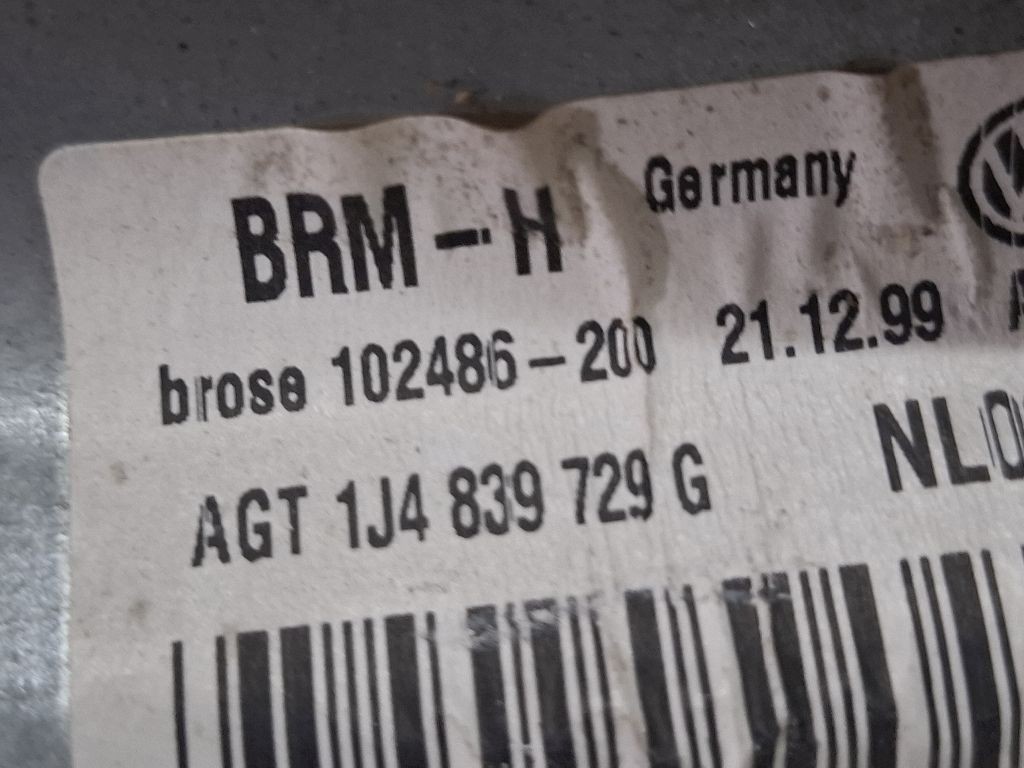 BRM-H Germany
brose 102486-200 21.12.99
AGT 1J4 839 729 G